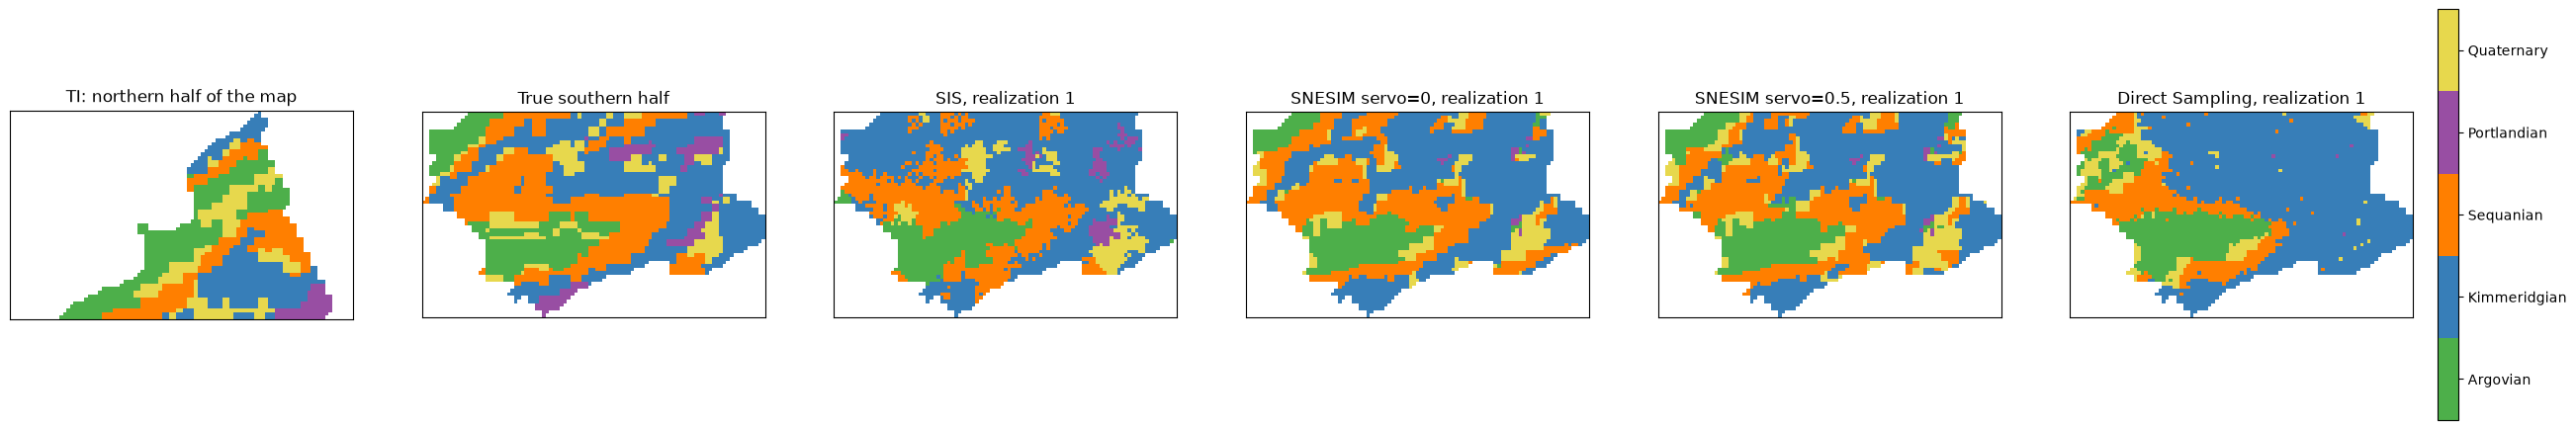 TI: northern half of the map
True southern half
SIS, realization 1
SNESIM servo=0, realization 1
SNESIM servo=0.5, realization 1
Direct Sampling, realization 1
Quaternary
Portlandian
Sequanian
Kimmeridgian
Argovian